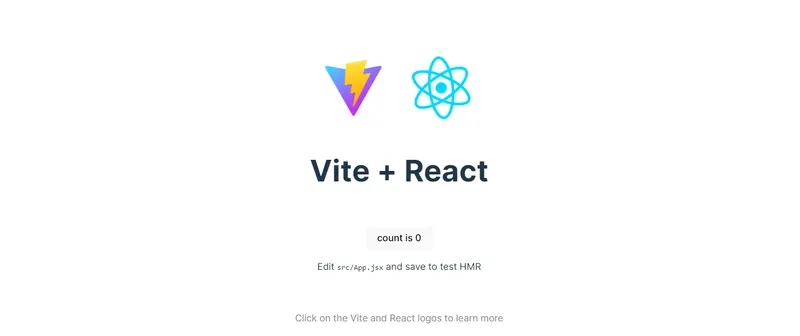 Vite + React
count is 0
Edit src/App.jsx and save to test HMR
Click on the Vite and React logos to learn more